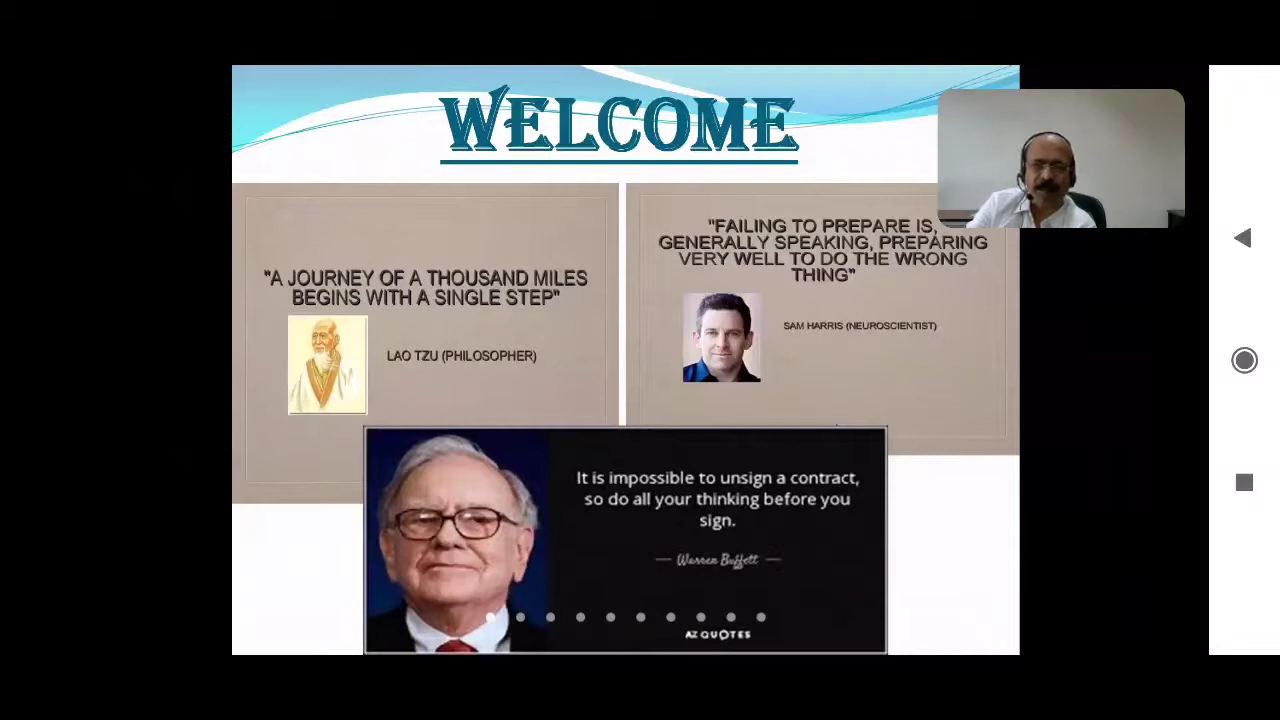 WELCOME
"A JOURNEY OF A THOUSAND MILES
BEGINS WITH A SINGLE STEP"
LAO TZU (PHILOSOPHER)
"FAILING TO PREPARE IS,
GENERALLY SPEAKING, PREPARING
VERY WELL TO DO THE WRONG
THING"
SAM HARRIS (NEUROSCIENTIST)
It is impossible to unsign a contract,
so do all your thinking before you
sign.
— Warren Buffett —
AZ QUOTES